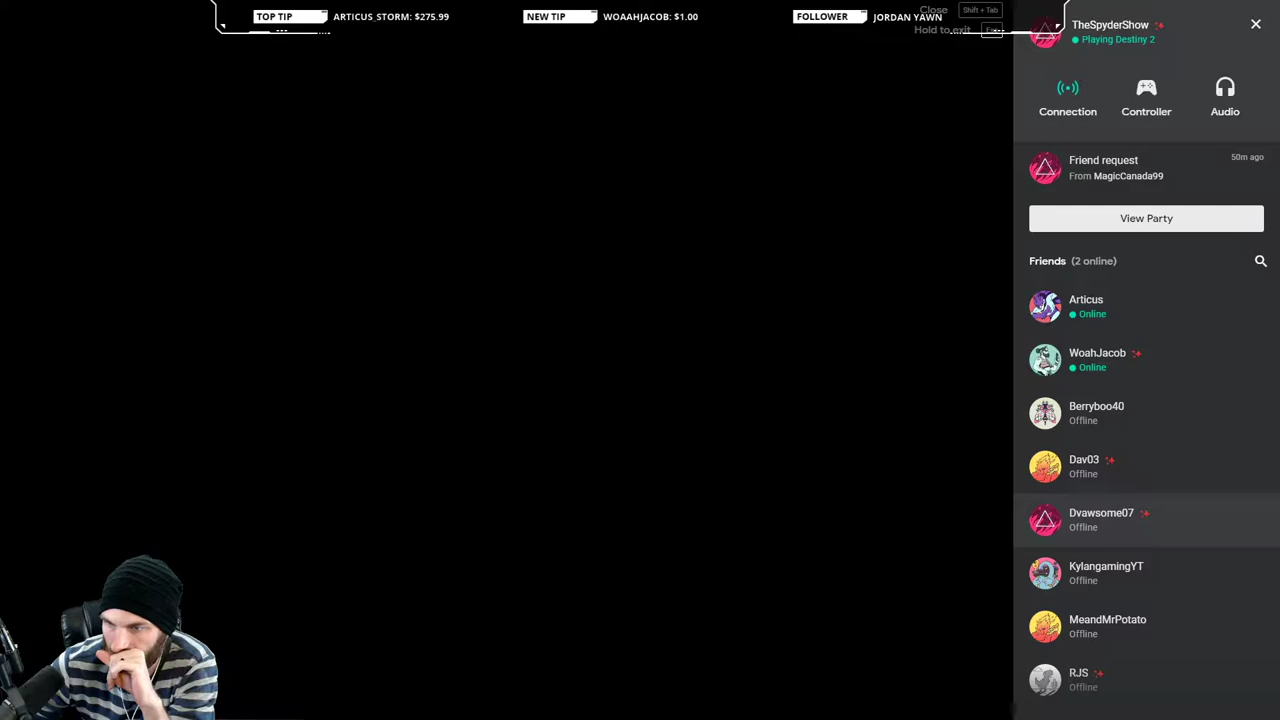 TOP TIP
ARTICUS_STORM: $275.99
NEW TIP
WOAAHJACOB: $1.00
FOLLOWER
JORDAN YAWN
Close
Shift + Tab
Hold to exit
TheSpyderShow
Playing Destiny 2
Connection
Controller
Audio
Friend request
50m ago
From MagicCanada99
View Party
Friends (2 online)
Articus
Online
WoahJacob
Online
Berryboo40
Offline
Dav03
Offline
Dvawsome07
Offline
KylangamingYT
Offline
MeandMrPotato
Offline
RJS
Offline